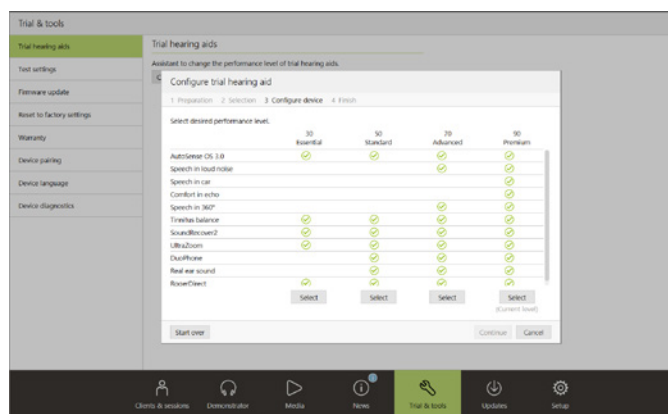 Trial & tools
Trial hearing aids
Test settings
Firmware update
Reset to factory settings
Warranty
Device pairing
Device language
Device diagnostics
Trial hearing aids
Assistant to change the performance level of trial hearing aids.
Configure trial hearing aid
1 Preparation 2 Selection 3 Configure device 4 Finish
Select desired performance level.
30 50 70 90
Essential Standard Advanced Premium
AutoSense OS 3.0
Speech in loud noise
Speech in car
Comfort in echo
Speech in 360°
Tinnitus balance
SoundRecover2
UltraZoom
DuoPhone
Real ear sound
RogerDirect
Select Select Select Select
(Current level)
Start over Continue Cancel
Clients & sessions Demonstrator Media News Trial & tools Updates Setup